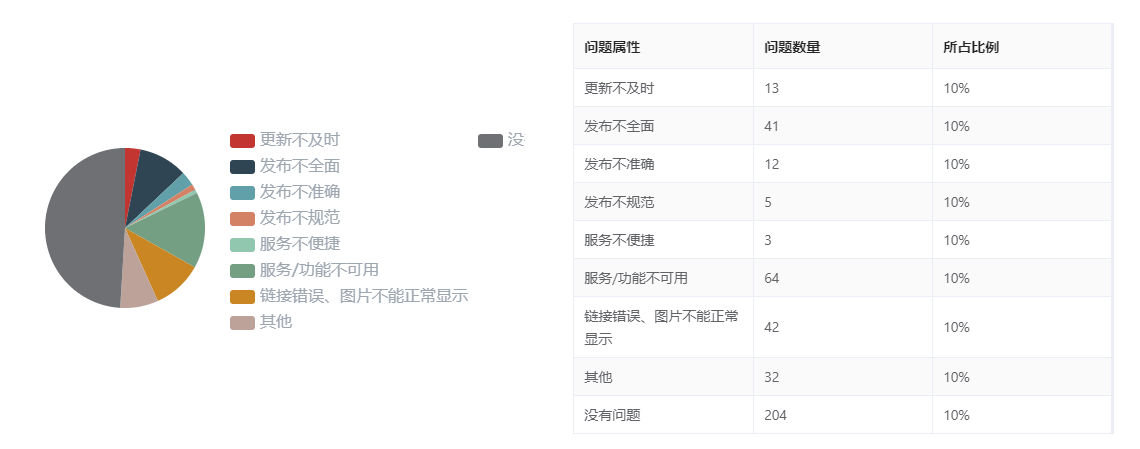 更新不及时
没
发布不全面
发布不准确
发布不规范
服务不便捷
服务/功能不可用
链接错误、图片不能正常显示
其他
问题属性 问题数量 所占比例
更新不及时 13 10%
发布不全面 41 10%
发布不准确 12 10%
发布不规范 5 10%
服务不便捷 3 10%
服务/功能不可用 64 10%
链接错误、图片不能正常
显示 42 10%
其他 32 10%
没有问题 204 10%